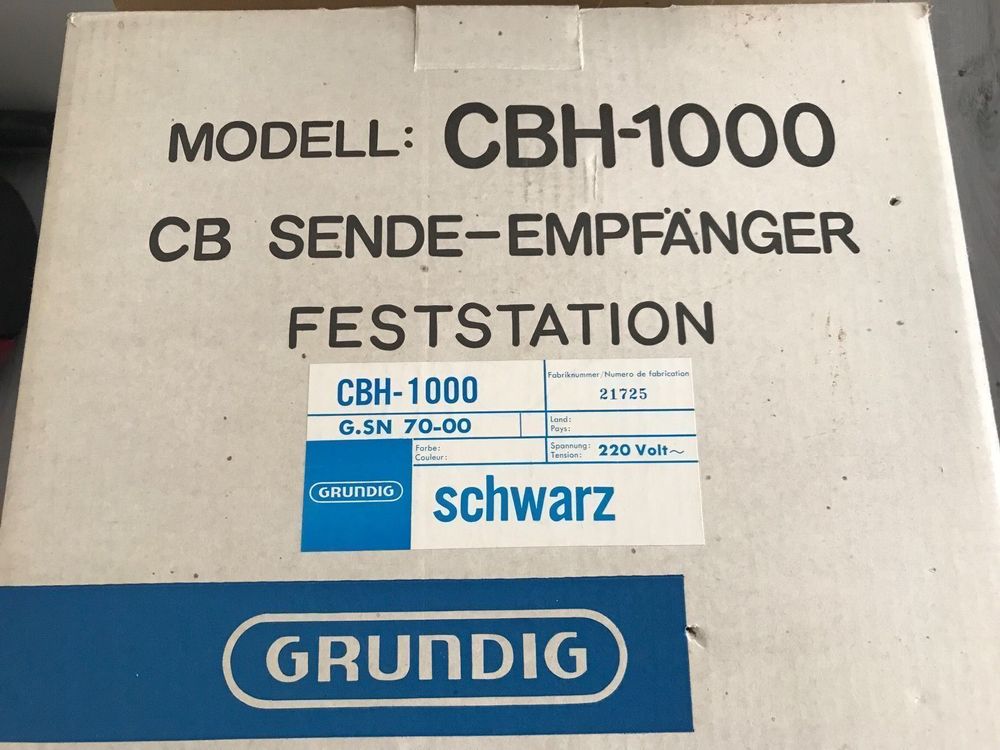 MODELL: CBH-1000
CB SENDE-EMPFÄNGER
FESTSTATION
CBH-1000
Fabriknummer/Numero de fabrication
21725
G.SN 70-00
Land:
Pays:
Farbe:
Couleur:
Spannung:
Tension:
220 Volt~
GRUNDIG
schwarz
GRUNDIG